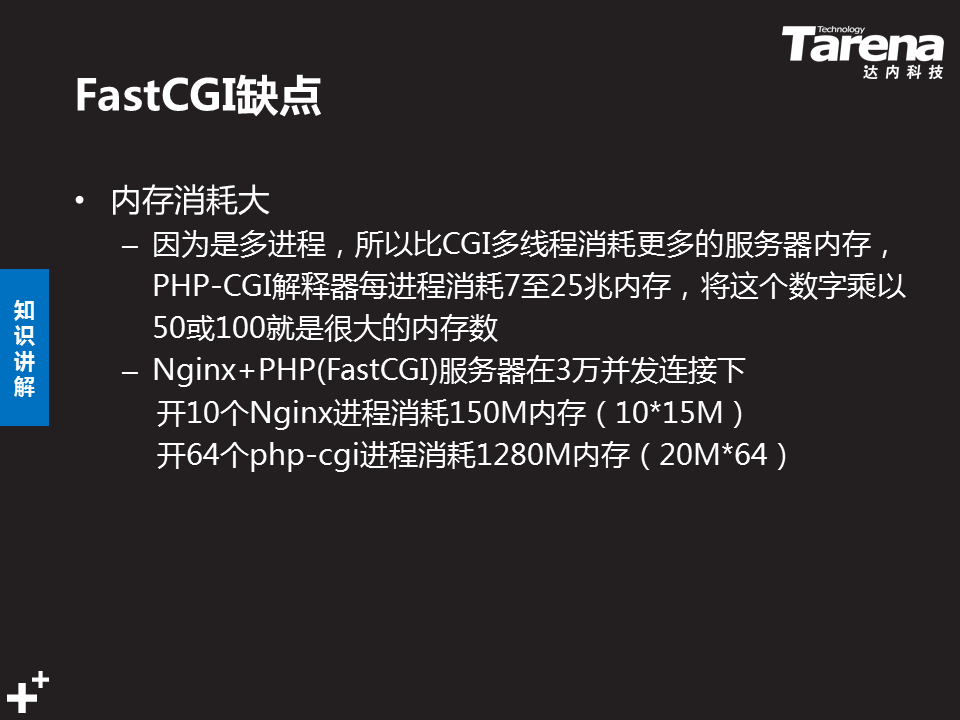 Technology
Tarena
达内科技
FastCGI缺点
• 内存消耗大
– 因为是多进程，所以比CGI多线程消耗更多的服务器内存，
PHP-CGI解释器每进程消耗7至25兆内存，将这个数字乘以
50或100就是很大的内存数
– Nginx+PHP(FastCGI)服务器在3万并发连接下
开10个Nginx进程消耗150M内存（10*15M）
开64个php-cgi进程消耗1280M内存（20M*64）
知
识
讲
解